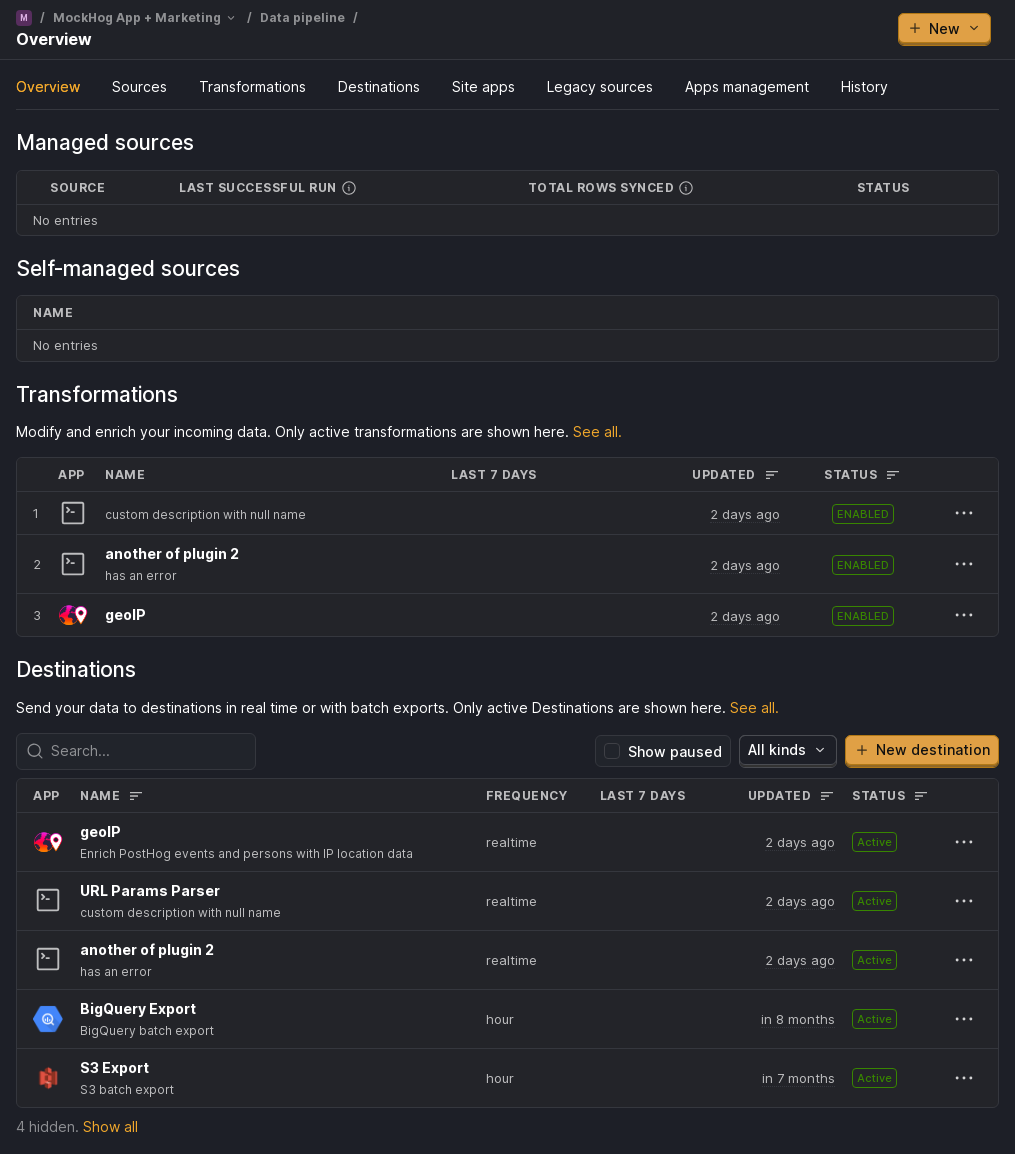 M / MockHog App + Marketing / Data pipeline /
Overview
+ New
Overview Sources Transformations Destinations Site apps Legacy sources Apps management History
Managed sources
SOURCE LAST SUCCESSFUL RUN TOTAL ROWS SYNCED STATUS
No entries
Self-managed sources
NAME
No entries
Transformations
Modify and enrich your incoming data. Only active transformations are shown here. See all.
APP NAME LAST 7 DAYS UPDATED STATUS
1 custom description with null name 2 days ago ENABLED
another of plugin 2
2 2 days ago ENABLED
has an error
3 geoIP 2 days ago ENABLED
Destinations
Send your data to destinations in real time or with batch exports. Only active Destinations are shown here. See all.
Search... Show paused All kinds + New destination
APP NAME FREQUENCY LAST 7 DAYS UPDATED STATUS
geoIP
realtime 2 days ago Active
Enrich PostHog events and persons with IP location data
URL Params Parser
realtime 2 days ago Active
custom description with null name
another of plugin 2
realtime 2 days ago Active
has an error
BigQuery Export
hour in 8 months Active
BigQuery batch export
S3 Export
hour in 7 months Active
S3 batch export
4 hidden. Show all